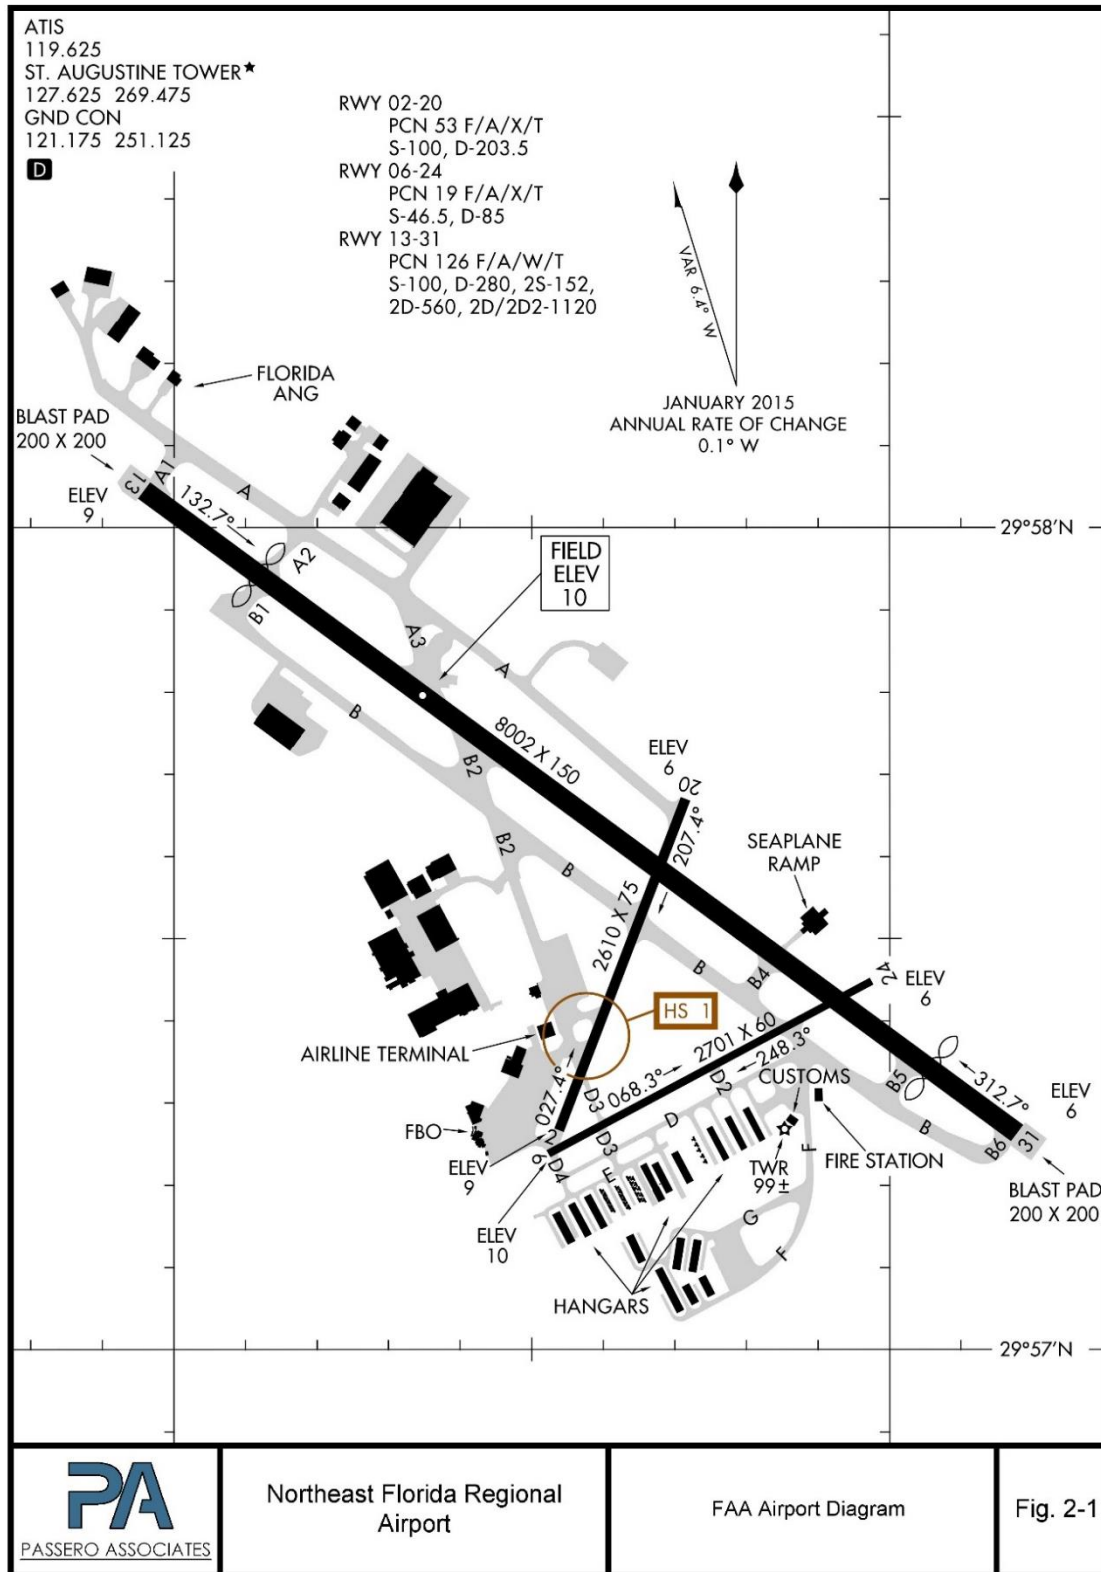 ATIS
119.625
ST. AUGUSTINE TOWER★
127.625 269.475
GND CON
121.175 251.125
D
RWY 02-20
PCN 53 F/A/X/T
S-100, D-203.5
RWY 06-24
PCN 19 F/A/X/T
S-46.5, D-85
RWY 13-31
PCN 126 F/A/W/T
S-100, D-280, 2S-152,
2D-560, 2D/2D2-1120
VAR 6.4° W
JANUARY 2015
ANNUAL RATE OF CHANGE
0.1° W
FLORIDA
ANG
BLAST PAD
200 X 200
ELEV
9
13
A1
132.7°
A
A2
B1
29°58'N
FIELD
ELEV
10
A3
A
B
8002 X 150
B2
ELEV
6
20
207.4°
B2
B
SEAPLANE
RAMP
2610 X 75
B
B4
24
ELEV
6
HS 1
AIRLINE TERMINAL
2701 X 60
248.3°
068.3°
027.4°
D2
CUSTOMS
B5
312.7°
ELEV
6
FBO
D3
D
D3
B
B6
31
2
6
D4
E
TWR
99±
F
FIRE STATION
ELEV
9
BLAST PAD
200 X 200
ELEV
10
G
F
HANGARS
29°57'N
PA
PASSERO ASSOCIATES
Northeast Florida Regional
Airport
FAA Airport Diagram
Fig. 2-1